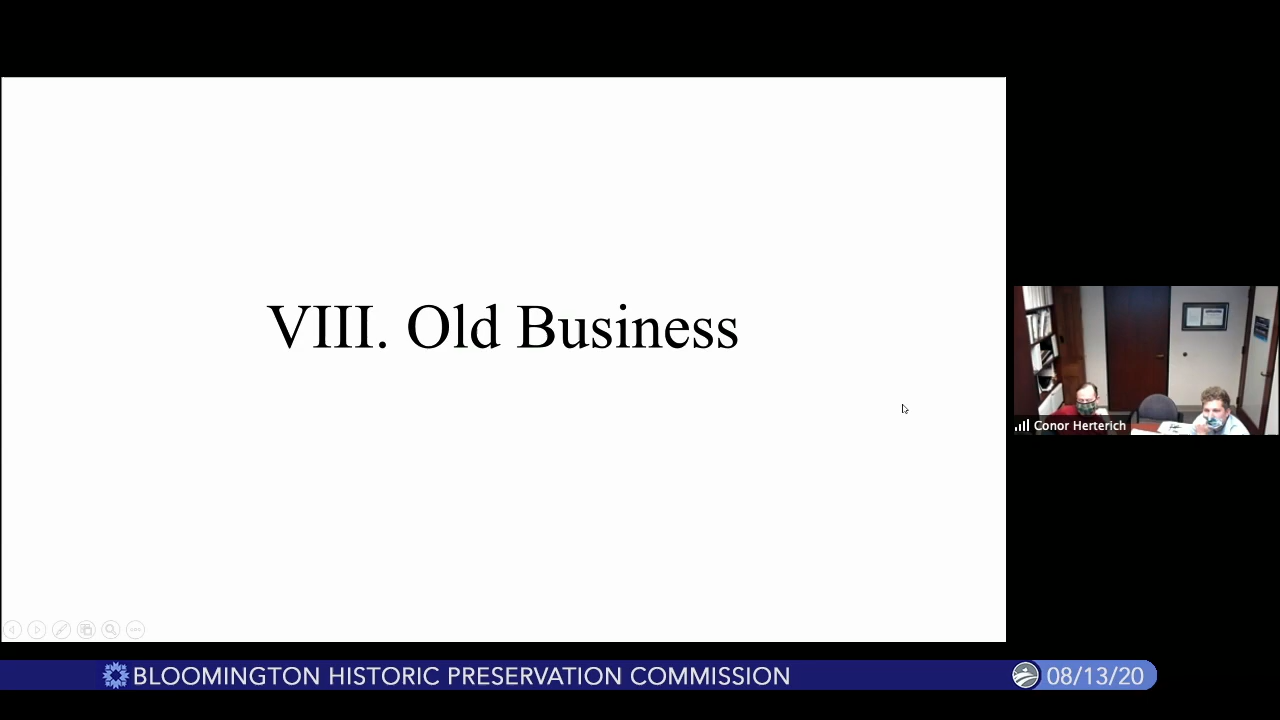 VIII. Old Business
Conor Herterich
BLOOMINGTON HISTORIC PRESERVATION COMMISSION
08/13/20